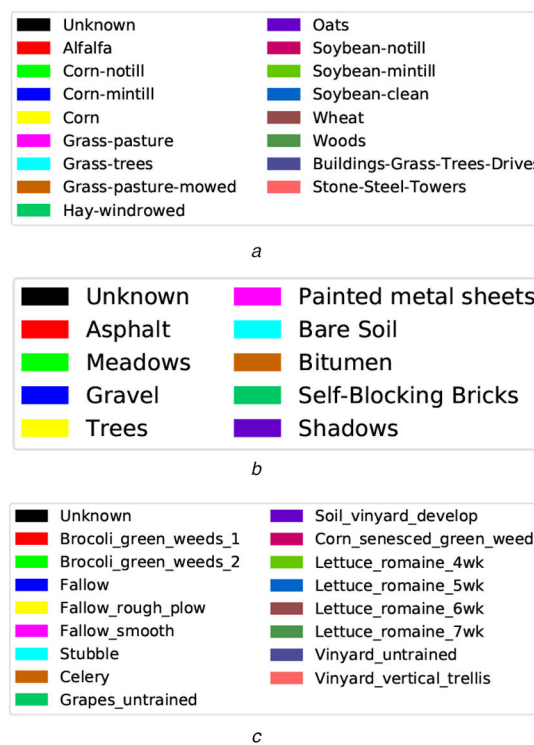 Unknown
Alfalfa
Corn-notill
Corn-mintill
Corn
Grass-pasture
Grass-trees
Grass-pasture-mowed
Hay-windrowed
Oats
Soybean-notill
Soybean-mintill
Soybean-clean
Wheat
Woods
Buildings-Grass-Trees-Drives
Stone-Steel-Towers
a
Unknown
Asphalt
Meadows
Gravel
Trees
Painted metal sheets
Bare Soil
Bitumen
Self-Blocking Bricks
Shadows
b
Unknown
Brocoli_green_weeds_1
Brocoli_green_weeds_2
Fallow
Fallow_rough_plow
Fallow_smooth
Stubble
Celery
Grapes_untrained
Soil_vinyard_develop
Corn_senesced_green_weed
Lettuce_romaine_4wk
Lettuce_romaine_5wk
Lettuce_romaine_6wk
Lettuce_romaine_7wk
Vinyard_untrained
Vinyard_vertical_trellis
c